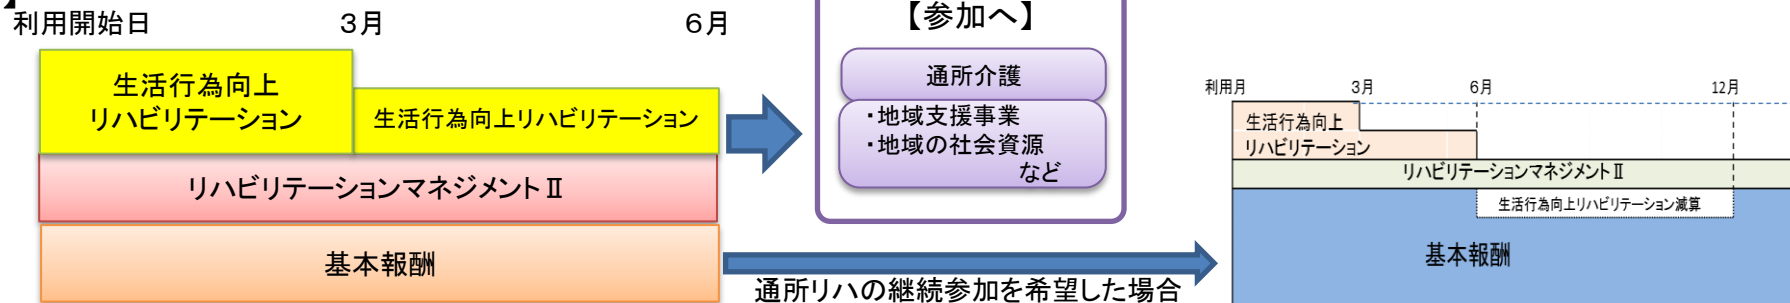 】
利用開始日
3月
6月
生活行為向上
リハビリテーション
生活行為向上リハビリテーション
リハビリテーションマネジメントⅡ
基本報酬
【参加へ】
通所介護
・地域支援事業
・地域の社会資源
など
通所リハの継続参加を希望した場合
利用月
3月
6月
12月
生活行為向上
リハビリテーション
リハビリテーションマネジメントⅡ
生活行為向上リハビリテーション減算
基本報酬